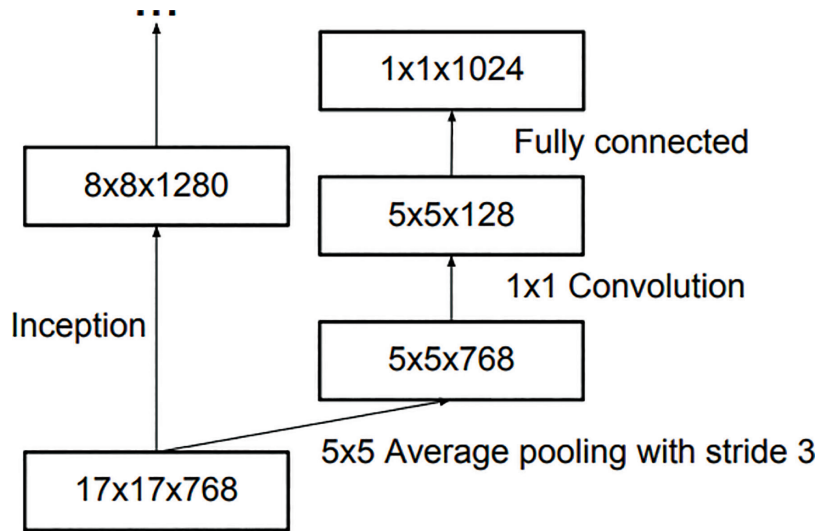 ...
1x1x1024
Fully connected
8x8x1280
5x5x128
1x1 Convolution
Inception
5x5x768
5x5 Average pooling with stride 3
17x17x768